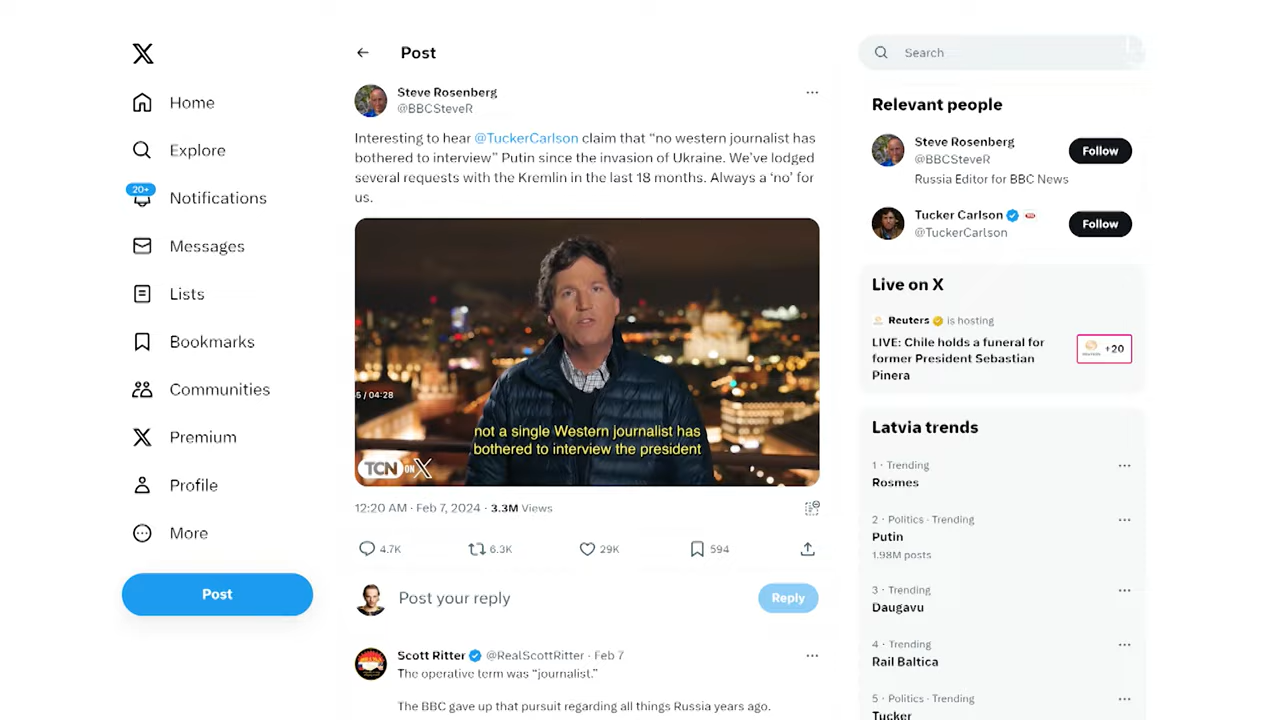 Home
Explore
20+
Notifications
Messages
Lists
Bookmarks
Communities
Premium
Profile
More
Post
Post
Steve Rosenberg
@BBCSteveR
Interesting to hear @TuckerCarlson claim that “no western journalist has
bothered to interview” Putin since the invasion of Ukraine. We’ve lodged
several requests with the Kremlin in the last 18 months. Always a ‘no’ for
us.
/ 04:28
not a single Western journalist has
bothered to interview the president
TCN ON X
12:20 AM · Feb 7, 2024 · 3.3M Views
4.7K 6.3K 29K 594
Post your reply
Reply
Scott Ritter @RealScottRitter · Feb 7
The operative term was “journalist.”
The BBC gave up that pursuit regarding all things Russia years ago.
Search
Relevant people
Steve Rosenberg
@BBCSteveR
Follow
Russia Editor for BBC News
Tucker Carlson
@TuckerCarlson
Follow
Live on X
Reuters is hosting
LIVE: Chile holds a funeral for
former President Sebastian
Pinera
+20
Latvia trends
1 · Trending
Rosmes
2 · Politics · Trending
Putin
1.98M posts
3 · Trending
Daugavu
4 · Trending
Rail Baltica
5 · Politics · Trending
Tucker